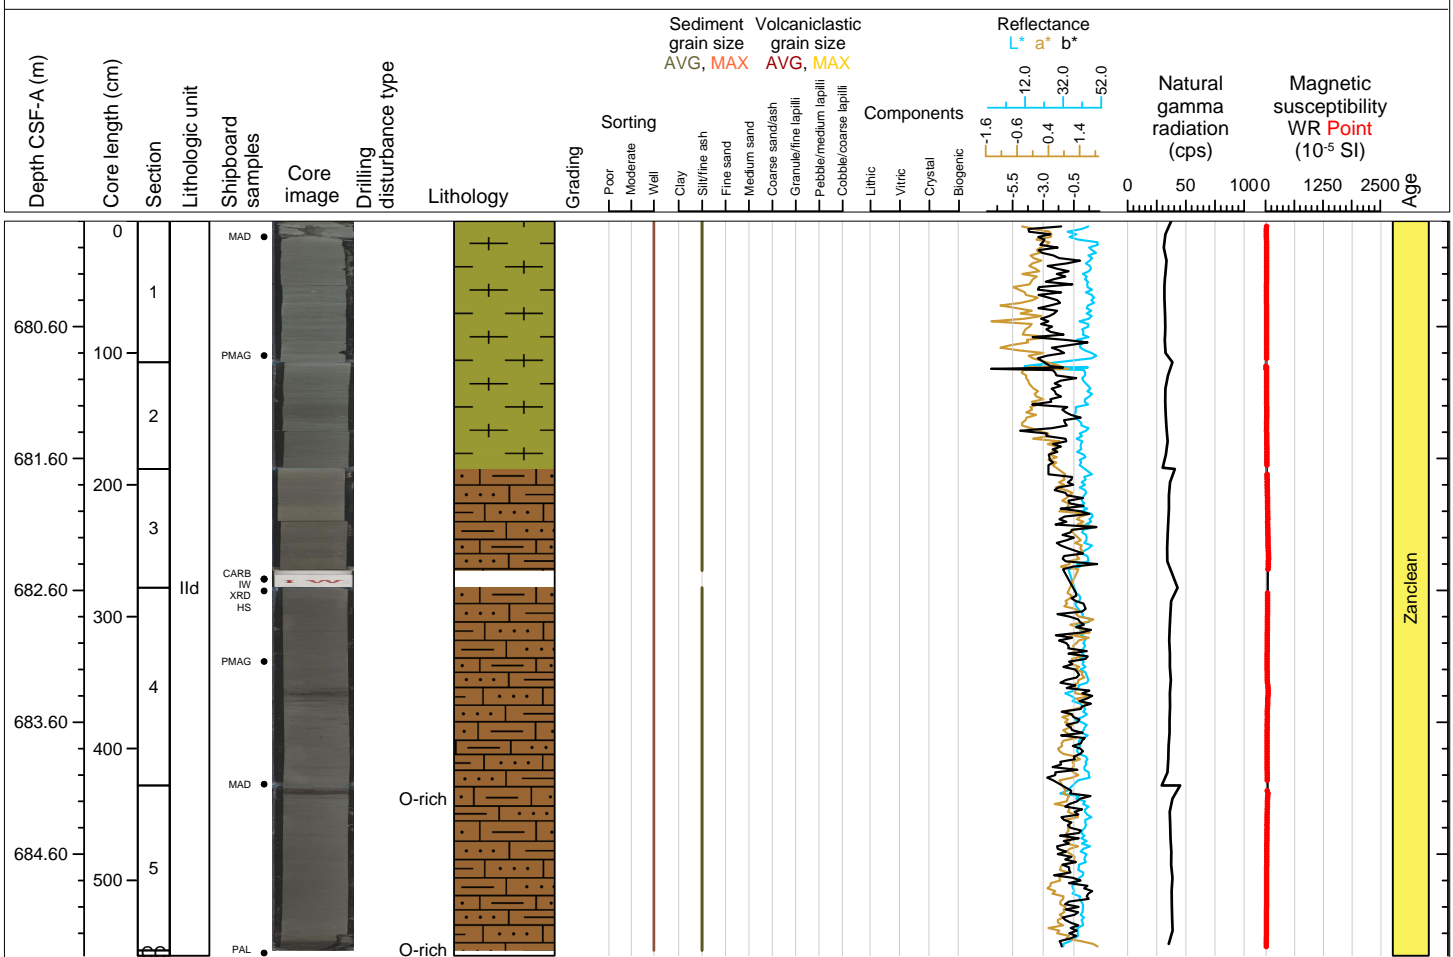 Sediment
grain size
AVG, MAX
Volcaniclastic
grain size
AVG, MAX
Reflectance
L* a* b*
Depth CSF-A (m)
Core length (cm)
Section
Lithologic unit
Shipboard
samples
Core
image
Drilling
disturbance type
Lithology
Grading
Sorting
Poor
Moderate
Well
Clay
Silt/fine ash
Fine sand
Medium sand
Coarse sand/ash
Granule/fine lapilli
Pebble/medium lapilli
Cobble/coarse lapilli
Components
Lithic
Vitric
Crystal
Biogenic
12.0 32.0 52.0
-1.6 -0.6 0.4 1.4
-5.5 -3.0 -0.5
Natural
gamma
radiation
(cps)
0 50 100
Magnetic
susceptibility
WR Point
(10-5 SI)
0 1250 2500
Age
0
MAD
1
680.60
100
PMAG
2
681.60
200
3
CARB
IW
XRD
HS
I W
682.60
IId
300
Zanclean
PMAG
4
683.60
400
MAD
O-rich
684.60
5
500
CC
PAL
O-rich